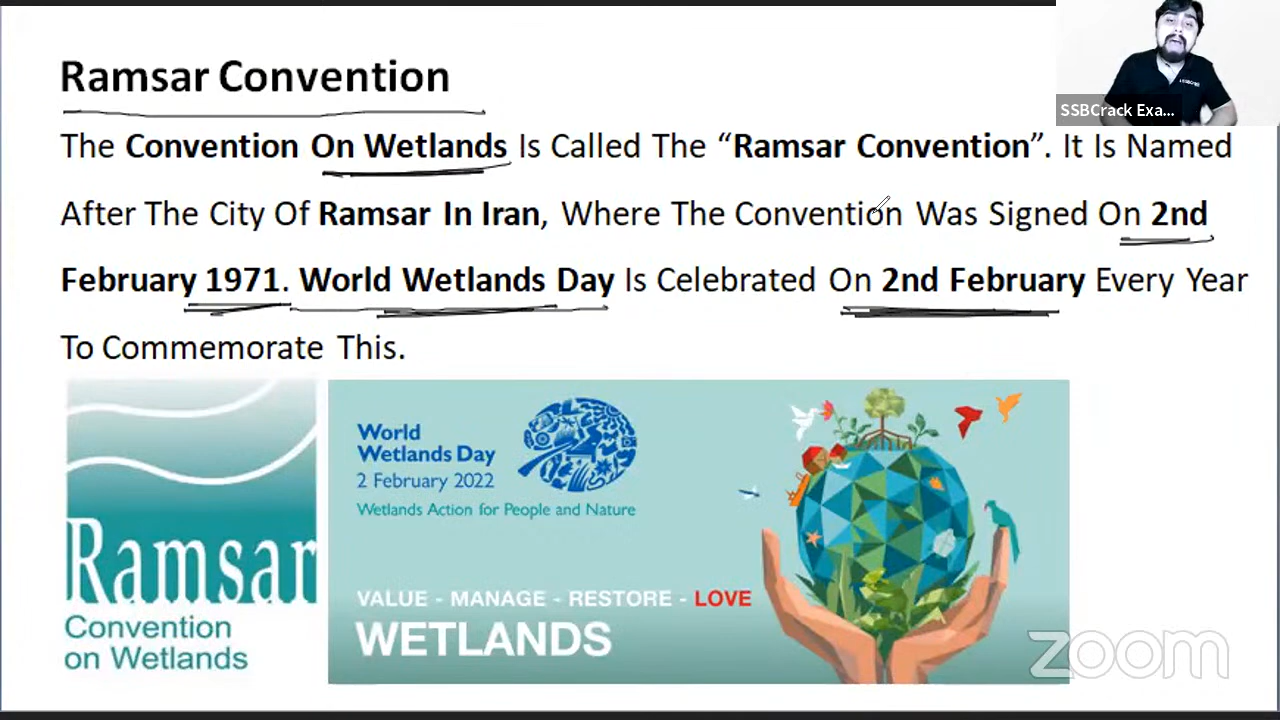 Ramsar Convention
SSBCrack Exa...
The Convention On Wetlands Is Called The “Ramsar Convention”. It Is Named
After The City Of Ramsar In Iran, Where The Convention Was Signed On 2nd
February 1971. World Wetlands Day Is Celebrated On 2nd February Every Year
To Commemorate This.
Ramsar
Convention
on Wetlands
World
Wetlands Day
2 February 2022
Wetlands Action for People and Nature
VALUE - MANAGE - RESTORE - LOVE
WETLANDS
zoom